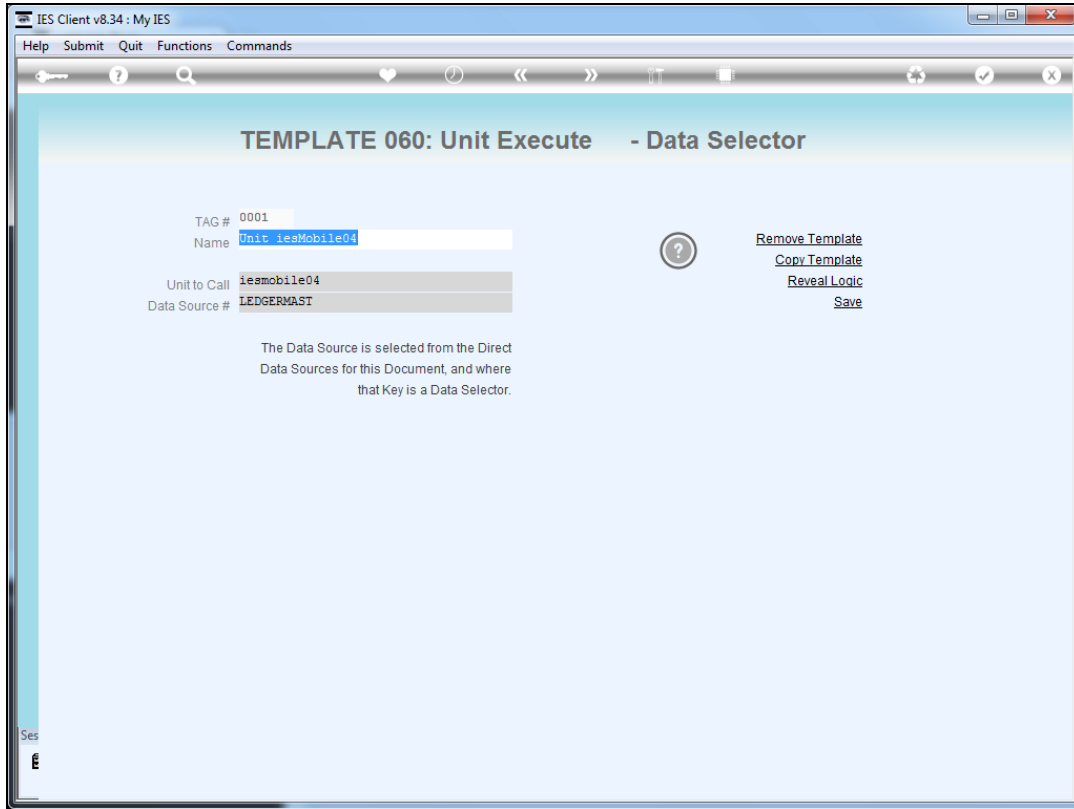 IES Client v8.34 : My IES
Help Submit Quit Functions Commands
TEMPLATE 060: Unit Execute - Data Selector
TAG # 0001
Name Unit iesMobile04
Remove Template
Copy Template
Unit to Call iesmobile04
Reveal Logic
Data Source # LEDGERMAST
Save
The Data Source is selected from the Direct
Data Sources for this Document, and where
that Key is a Data Selector.
Ses